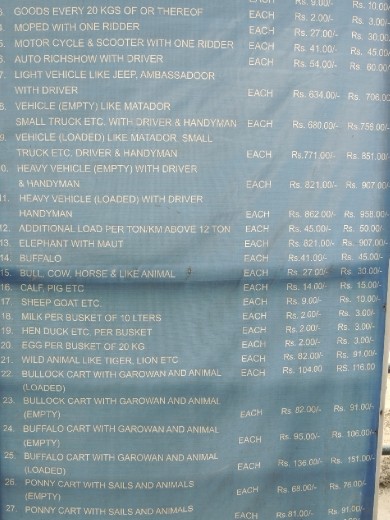 3. GOODS EVERY 20 KGS OF OR THEREOF EACH Rs. 9.00/- Rs. 10.00
4. MOPED WITH ONE RIDDER EACH Rs. 2.00/- Rs. 3.00
5. MOTOR CYCLE & SCOOTER WITH ONE RIDDER EACH Rs. 27.00/- Rs. 30.00
6. AUTO RICHSHOW WITH DRIVER EACH Rs. 41.00/- Rs. 45.00
7. LIGHT VEHICLE LIKE JEEP, AMBASSADOOR Rs. 54.00/- Rs. 60.00
WITH DRIVER EACH Rs. 634.00/- Rs. 706.00
8. VEHICLE (EMPTY) LIKE MATADOR
SMALL TRUCK ETC. WITH DRIVER & HANDYMAN EACH Rs. 680.00/- Rs.756.00
9. VEHICLE (LOADED) LIKE MATADOR, SMALL
TRUCK ETC. DRIVER & HANDYMAN EACH Rs.771.00/- Rs. 851.00
10. HEAVY VEHICLE (EMPTY) WITH DRIVER
& HANDYMAN EACH Rs. 821.00/- Rs. 907.00
11. HEAVY VEHICLE (LOADED) WITH DRIVER
HANDYMAN EACH Rs. 862.00/- Rs. 958.00
12. ADDITIONAL LOAD PER TON/KM ABOVE 12 TON EACH Rs. 45.00/- Rs. 50.00/-
13. ELEPHANT WITH MAUT EACH Rs. 821.00/- Rs. 907.00
14. BUFFALO EACH Rs.41.00/- Rs. 45.00/-
15. BULL, COW, HORSE & LIKE ANIMAL EACH Rs. 27.00/- Rs. 30.00/-
16. CALF, PIG ETC EACH Rs. 14.00/- Rs. 15.00/-
17. SHEEP GOAT ETC. EACH Rs. 9.00/- Rs. 10.00/-
18. MILK PER BUSKET OF 10 LTERS EACH Rs. 2.00/- Rs. 3.00/-
19. HEN DUCK ETC. PER BUSKET EACH Rs. 2.00/- Rs. 3.00/-
20. EGG PER BUSKET OF 20 KG EACH Rs. 2.00/- Rs. 3.00/-
21. WILD ANIMAL LIKE TIGER, LION ETC EACH Rs. 82.00/- Rs. 91.00/-
22. BULLOCK CART WITH GAROWAN AND ANIMAL EACH Rs. 104.00 RS. 116.00
(LOADED)
23. BULLOCK CART WITH GAROWAN AND ANIMAL
(EMPTY) EACH Rs. 82.00/- Rs. 91.00/-
24. BUFFALO CART WITH GAROWAN AND ANIMAL
(EMPTY) EACH Rs. 95.00/- Rs. 106.00/-
25. BUFFALO CART WITH GAROWAN AND ANIMAL
(LOADED) EACH Rs. 136.00/- Rs. 151.00/-
26. PONNY CART WITH SAILS AND ANIMALS
(EMPTY) EACH Rs. 68.00/- Rs. 76.00/-
27. PONNY CART WITH SAILS AND ANIMALS EACH Rs.81.00/- Rs. 91.00/-